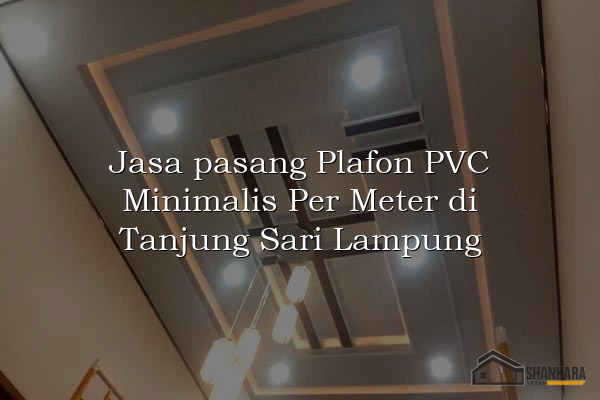 Jasa pasang Plafon PVC
Minimalis Per Meter di
Tanjung Sari Lampung
SHANKARA